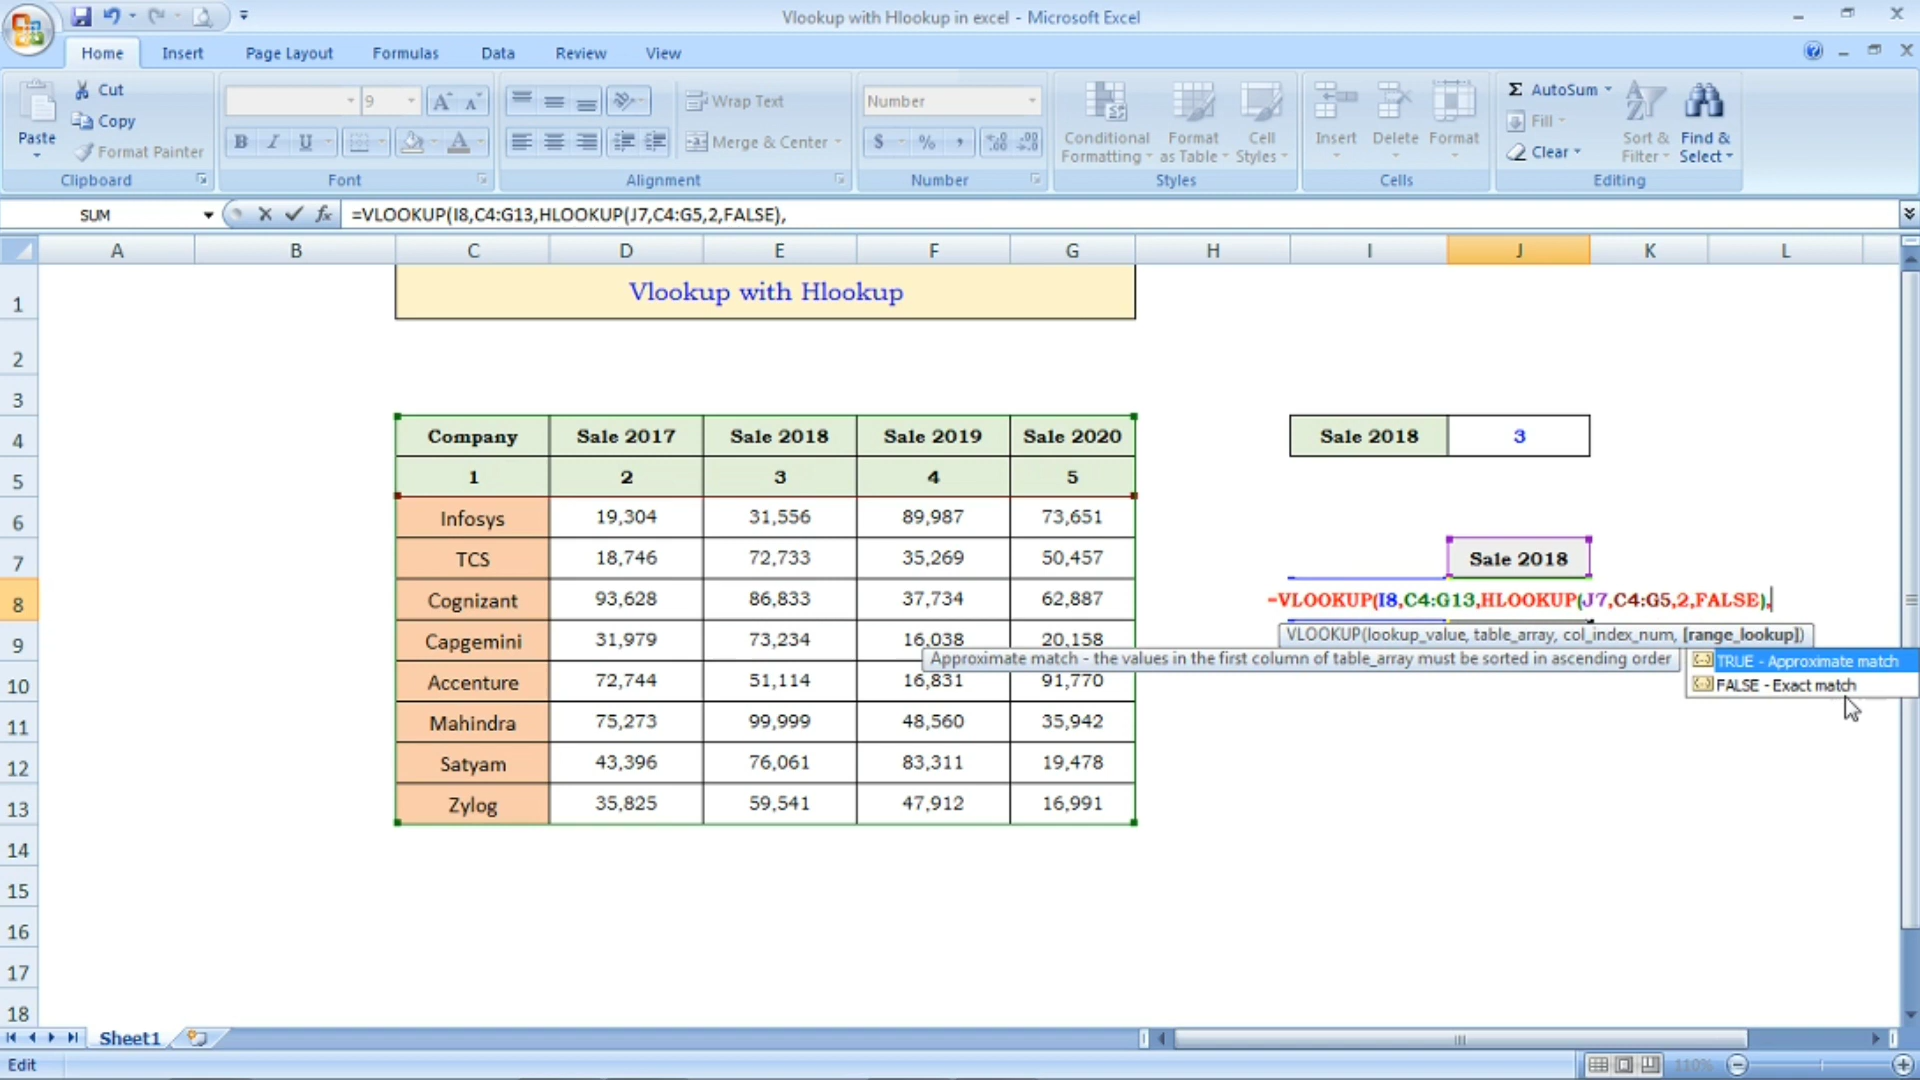 Vlookup with Hlookup in excel - Microsoft Excel
Home Insert Page Layout Formulas Data Review View
Paste
Cut
Copy
Format Painter
Clipboard
9
B I U
Font
Wrap Text
Merge & Center
Alignment
Number
$ % ,
Number
Conditional Formatting
Format as Table
Cell Styles
Styles
Insert Delete Format
Cells
Σ AutoSum
Fill
Clear
Sort & Filter
Find & Select
Editing
SUM
fx
=VLOOKUP(I8,C4:G13,HLOOKUP(J7,C4:G5,2,FALSE),
A B C D E F G H I J K L
1 Vlookup with Hlookup
2
3
4 Company Sale 2017 Sale 2018 Sale 2019 Sale 2020 Sale 2018 3
5 1 2 3 4 5
6 Infosys 19,304 31,556 89,987 73,651
7 TCS 18,746 72,733 35,269 50,457 Sale 2018
8 Cognizant 93,628 86,833 37,734 62,887 =VLOOKUP(I8,C4:G13,HLOOKUP(J7,C4:G5,2,FALSE),
9 Capgemini 31,979 73,234 16,038 20,158 VLOOKUP(lookup_value, table_array, col_index_num, [range_lookup])
Approximate match - the values in the first column of table_array must be sorted in ascending order TRUE - Approximate match
10 Accenture 72,744 51,114 16,831 91,770 FALSE - Exact match
11 Mahindra 75,273 99,999 48,560 35,942
12 Satyam 43,396 76,061 83,311 19,478
13 Zylog 35,825 59,541 47,912 16,991
14
15
16
17
18
Sheet1
Edit
110%